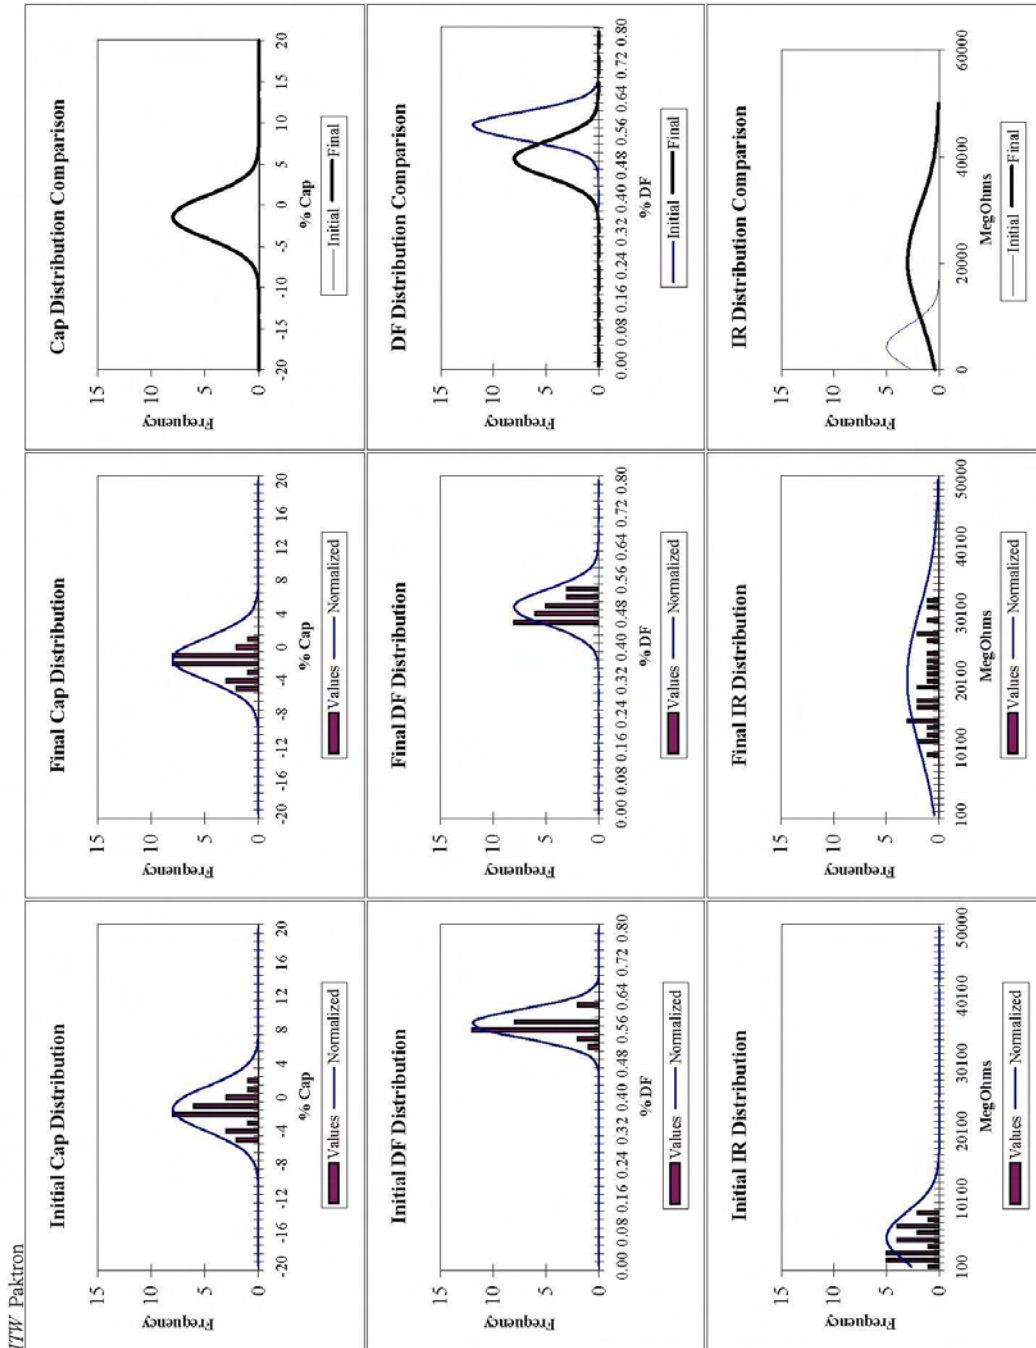 ITW Paktron
Initial Cap Distribution
Frequency
15
10
5
0
-20 -16 -12 -8 -4 0 4 8 12 16 20
% Cap
Values Normalized
Final Cap Distribution
Frequency
15
10
5
0
-20 -16 -12 -8 -4 0 4 8 12 16 20
% Cap
Values Normalized
Cap Distribution Comparison
Frequency
15
10
5
0
-20 -15 -10 -5 0 5 10 15 20
% Cap
Initial Final
Initial DF Distribution
Frequency
15
10
5
0
0.00 0.08 0.16 0.24 0.32 0.40 0.48 0.56 0.64 0.72 0.80
% DF
Values Normalized
Final DF Distribution
Frequency
15
10
5
0
0.00 0.08 0.16 0.24 0.32 0.40 0.48 0.56 0.64 0.72 0.80
% DF
Values Normalized
DF Distribution Comparison
Frequency
15
10
5
0
0.00 0.08 0.16 0.24 0.32 0.40 0.48 0.56 0.64 0.72 0.80
% DF
Initial Final
Initial IR Distribution
Frequency
15
10
5
0
100 10100 20100 30100 40100 50000
MegOhms
Values Normalized
Final IR Distribution
Frequency
15
10
5
0
100 10100 20100 30100 40100 50000
MegOhms
Values Normalized
IR Distribution Comparison
Frequency
15
10
5
0
0 20000 40000 60000
MegOhms
Initial Final